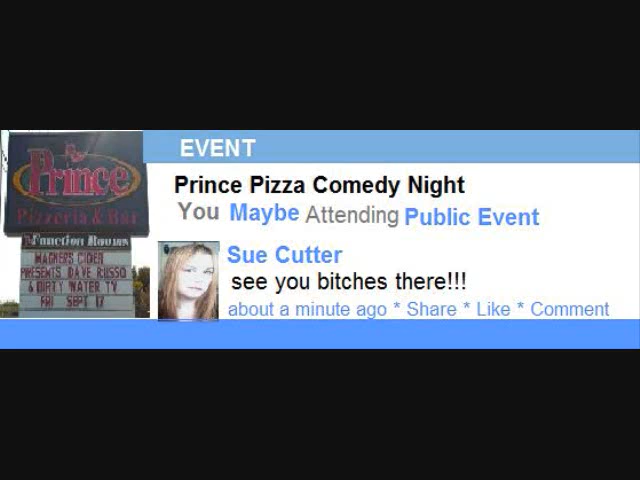 Prince
Pizzeria & Bar
Function Rooms
MAGNERS CIDER
PRESENTS DAVE RUSSO
& DIRTY WATER TV
FRI SEPT 17
EVENT
Prince Pizza Comedy Night
You Maybe Attending Public Event
Sue Cutter
see you bitches there!!!
about a minute ago * Share * Like * Comment